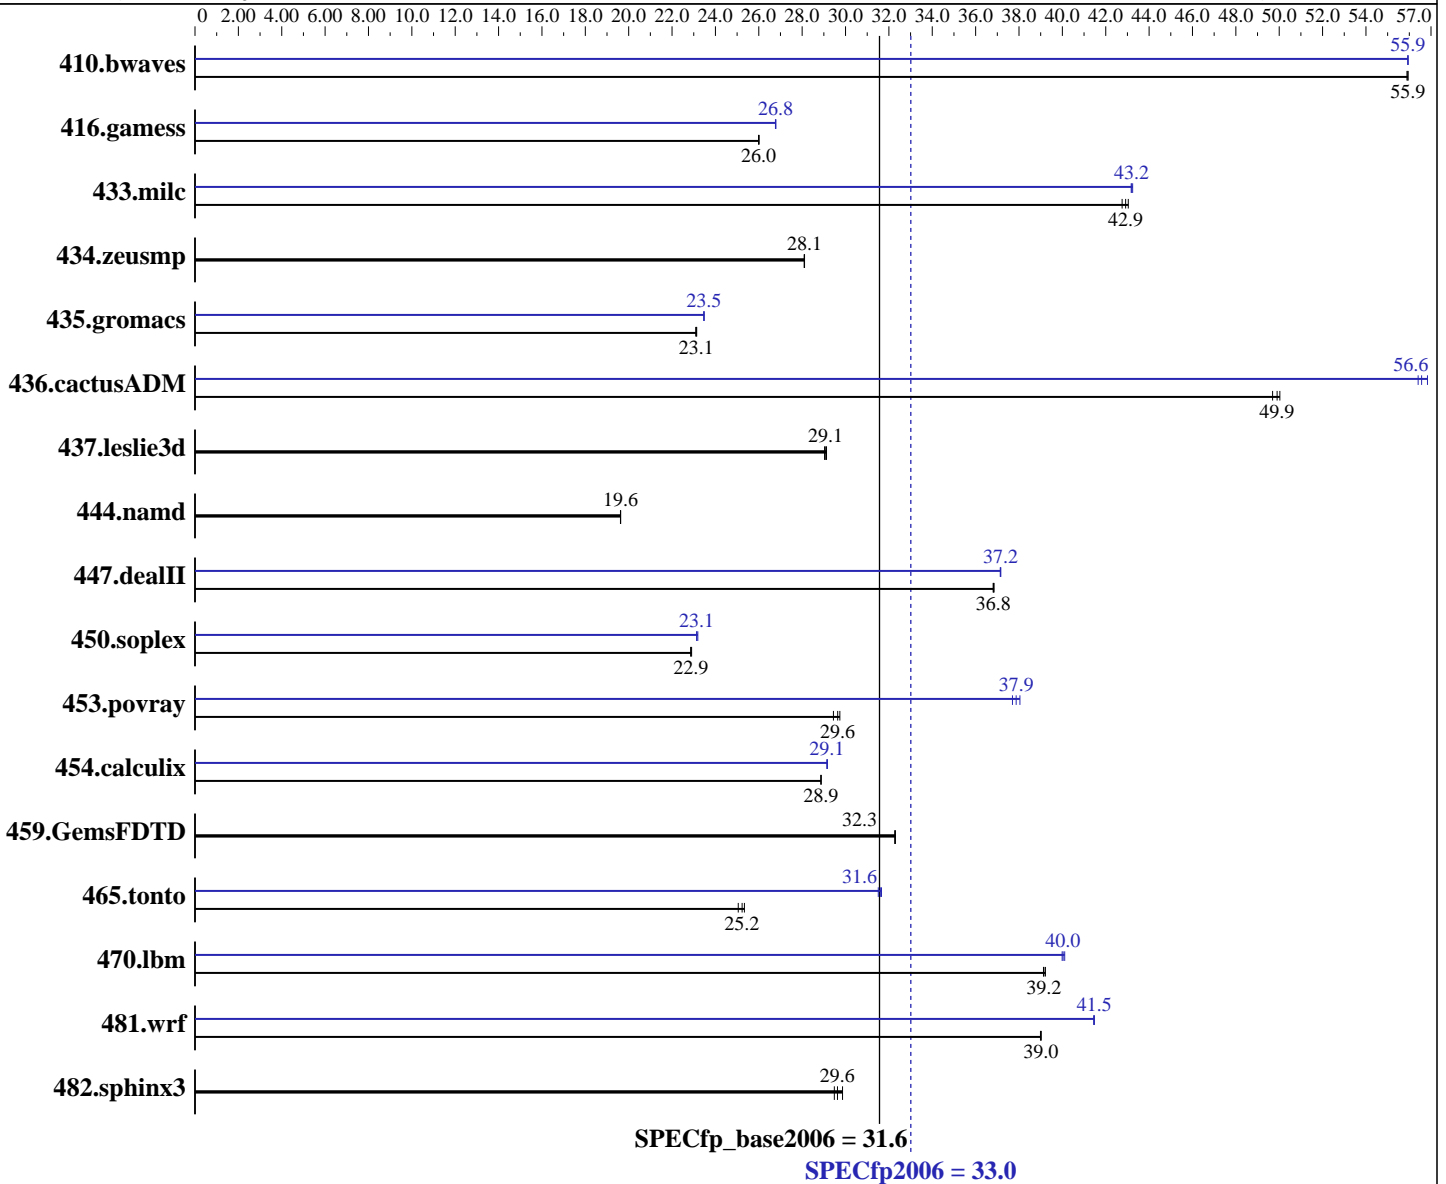 0 2.00 4.00 6.00 8.00 10.0 12.0 14.0 16.0 18.0 20.0 22.0 24.0 26.0 28.0 30.0 32.0 34.0 36.0 38.0 40.0 42.0 44.0 46.0 48.0 50.0 52.0 54.0 57.0
55.9
410.bwaves
55.9
26.8
416.gamess
26.0
43.2
433.milc
42.9
28.1
434.zeusmp
23.5
435.gromacs
23.1
56.6
436.cactusADM
49.9
29.1
437.leslie3d
19.6
444.namd
37.2
447.dealII
36.8
23.1
450.soplex
22.9
37.9
453.povray
29.6
29.1
454.calculix
28.9
32.3
459.GemsFDTD
31.6
465.tonto
25.2
40.0
470.lbm
39.2
41.5
481.wrf
39.0
29.6
482.sphinx3
SPECfp_base2006 = 31.6
SPECfp2006 = 33.0